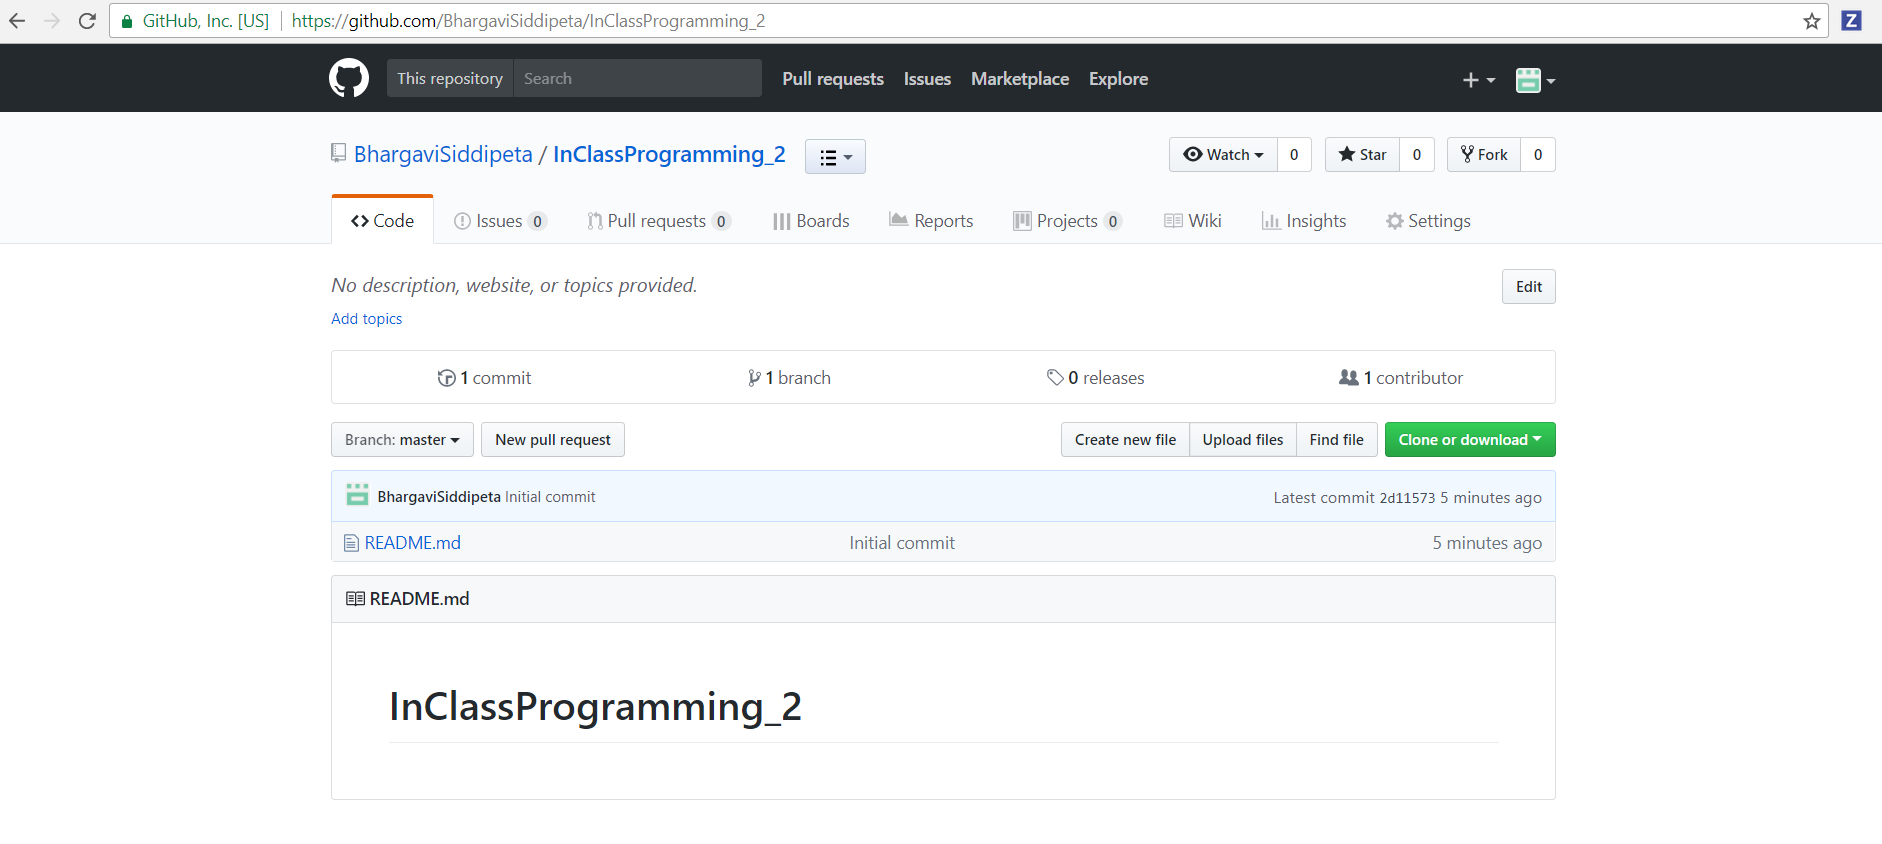 GitHub, Inc. [US] https://github.com/BhargaviSiddipeta/InClassProgramming_2 Z
This repository Search Pull requests Issues Marketplace Explore
BhargaviSiddipeta / InClassProgramming_2 Watch 0 Star 0 Fork 0
Code Issues 0 Pull requests 0 Boards Reports Projects 0 Wiki Insights Settings
No description, website, or topics provided. Edit
Add topics
1 commit 1 branch 0 releases 1 contributor
Branch: master New pull request Create new file Upload files Find file Clone or download
BhargaviSiddipeta Initial commit Latest commit 2d11573 5 minutes ago
README.md Initial commit 5 minutes ago
README.md
InClassProgramming_2